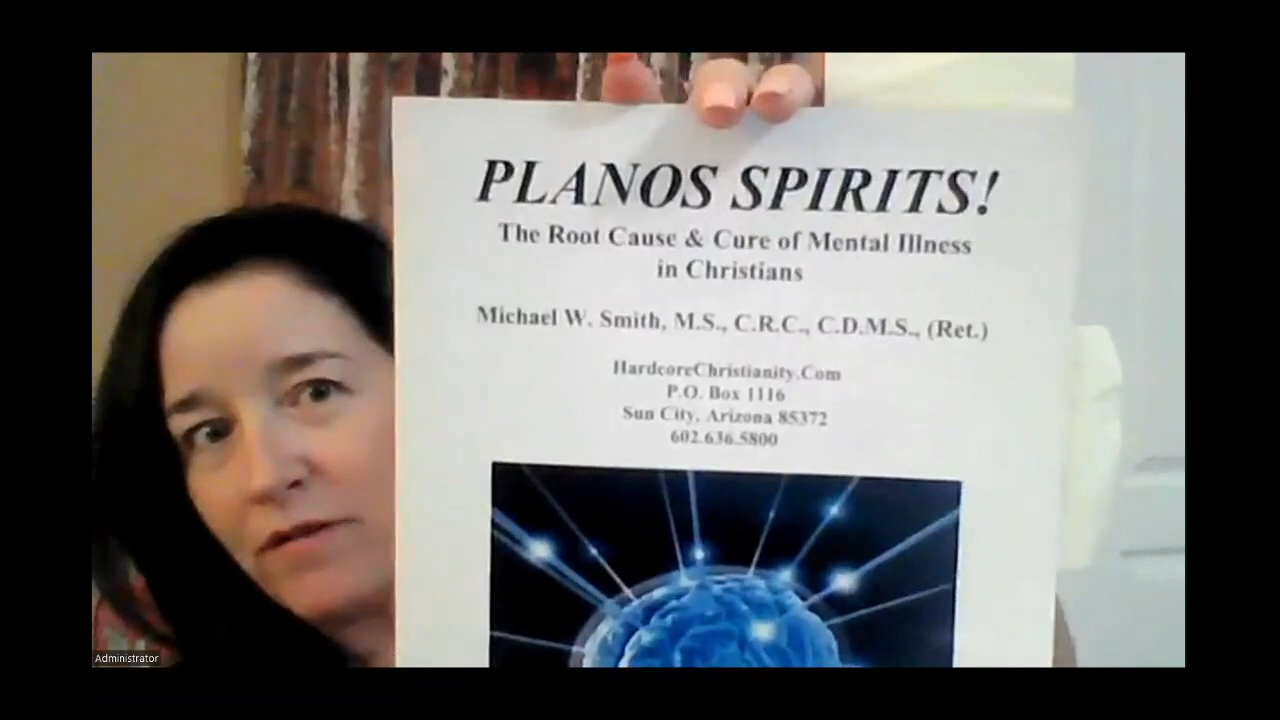 PLANOS SPIRITS!
The Root Cause & Cure of Mental Illness
in Christians
Michael W. Smith, M.S., C.R.C., C.D.M.S., (Ret.)
HardcoreChristianity.Com
P.O. Box 1116
Sun City, Arizona 85372
602.636.5800
Administrator